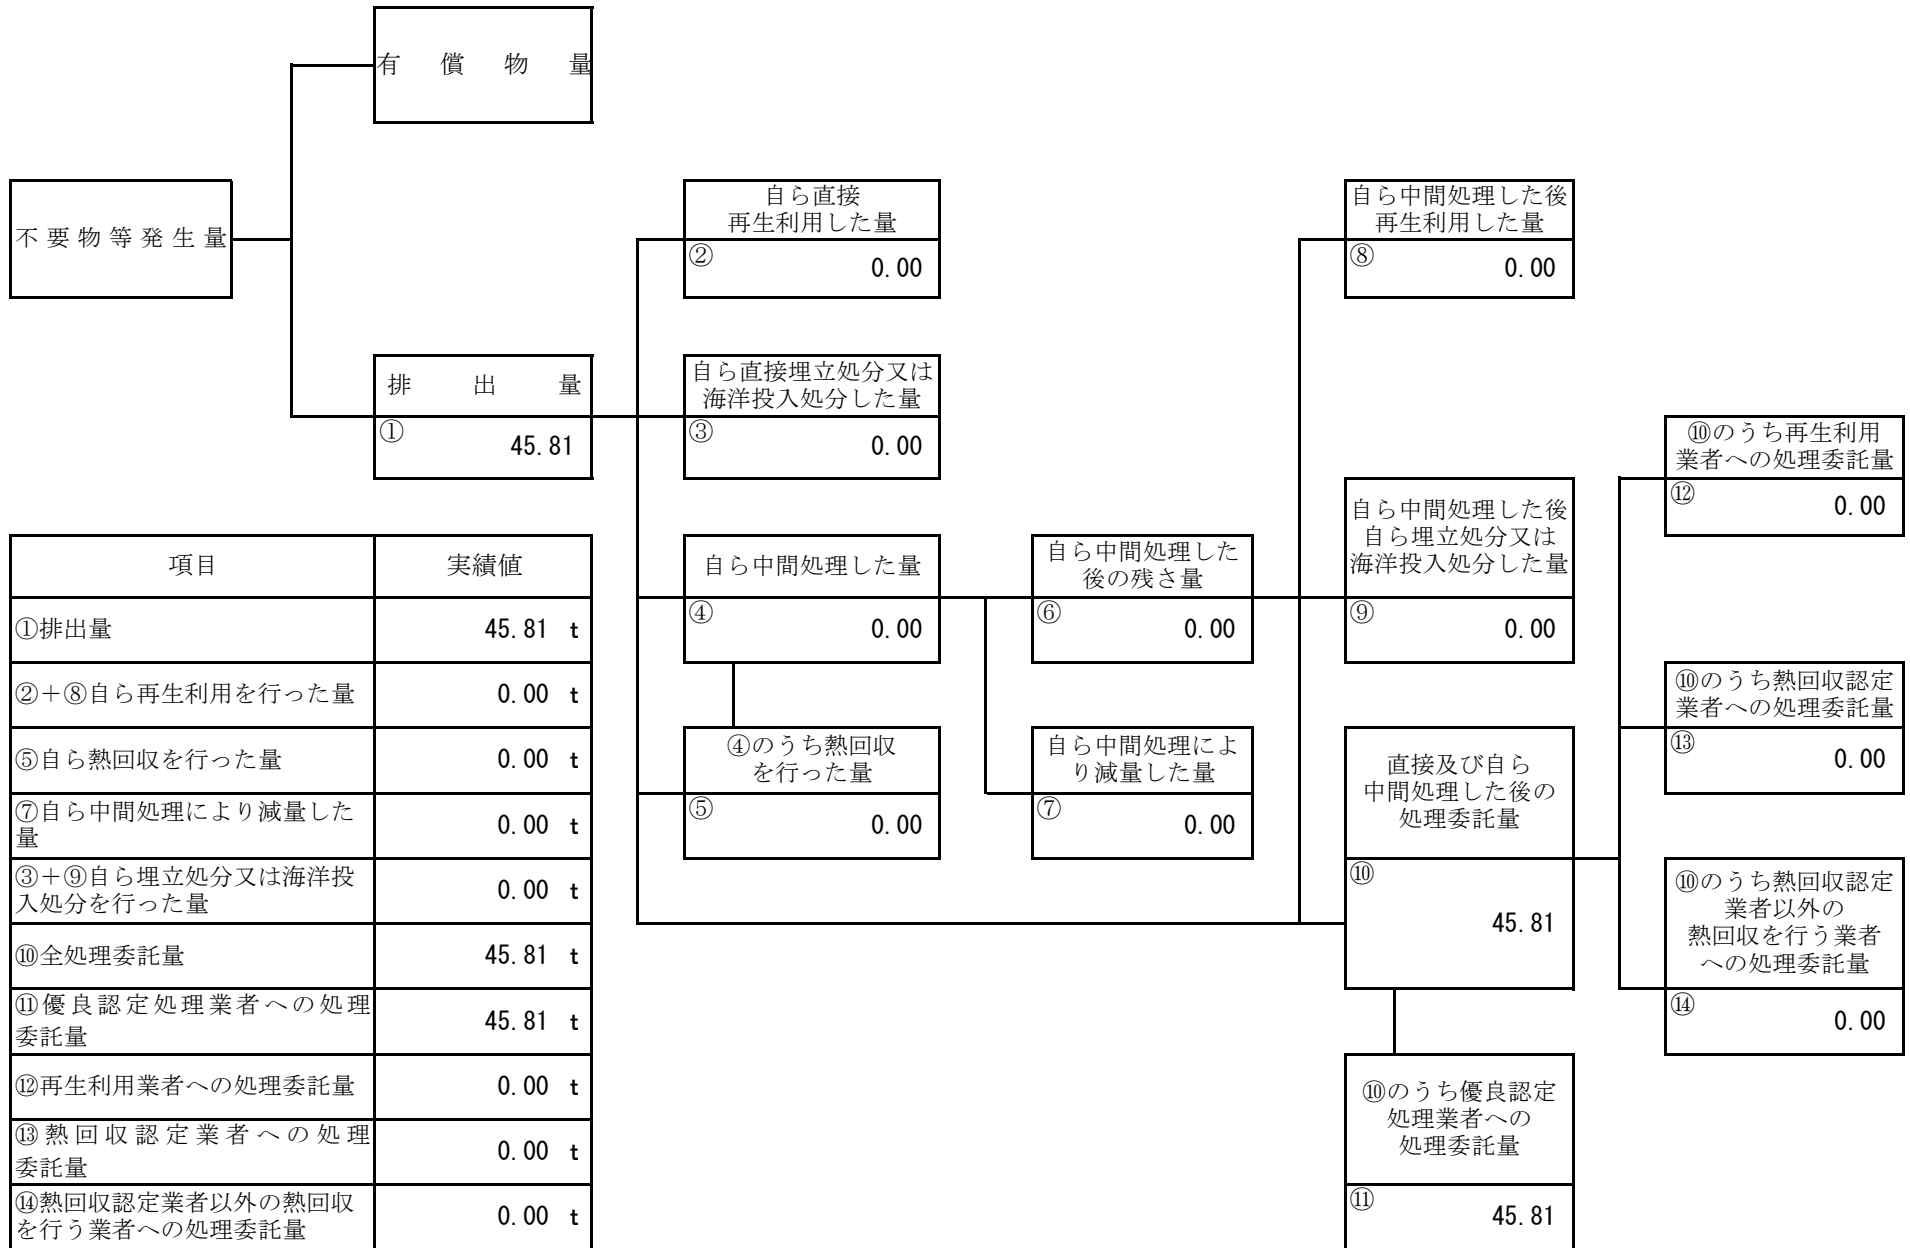 有償物量
不要物等発生量
自ら直接
再生利用した量
②
0.00
自ら中間処理した後
再生利用した量
⑧
0.00
排出量
①
45.81
自ら直接埋立処分又は
海洋投入処分した量
③
0.00
⑩のうち再生利用
業者への処理委託量
⑫
0.00
自ら中間処理した量
④
0.00
自ら中間処理した
後の残さ量
⑥
0.00
自ら中間処理した後
自ら埋立処分又は
海洋投入処分した量
⑨
0.00
⑩のうち熱回収認定
業者への処理委託量
⑬
0.00
④のうち熱回収
を行った量
⑤
0.00
自ら中間処理によ
り減量した量
⑦
0.00
直接及び自ら
中間処理した後の
処理委託量
⑩
45.81
⑩のうち熱回収認定
業者以外の
熱回収を行う業者
への処理委託量
⑭
0.00
⑩のうち優良認定
処理業者への
処理委託量
⑪
45.81
項目 実績値
①排出量 45.81 t
②＋⑧自ら再生利用を行った量 0.00 t
⑤自ら熱回収を行った量 0.00 t
⑦自ら中間処理により減量した
量 0.00 t
③＋⑨自ら埋立処分又は海洋投
入処分を行った量 0.00 t
⑩全処理委託量 45.81 t
⑪優良認定処理業者への処理
委託量 45.81 t
⑫再生利用業者への処理委託量 0.00 t
⑬熱回収認定業者への処理
委託量 0.00 t
⑭熱回収認定業者以外の熱回収
を行う業者への処理委託量 0.00 t